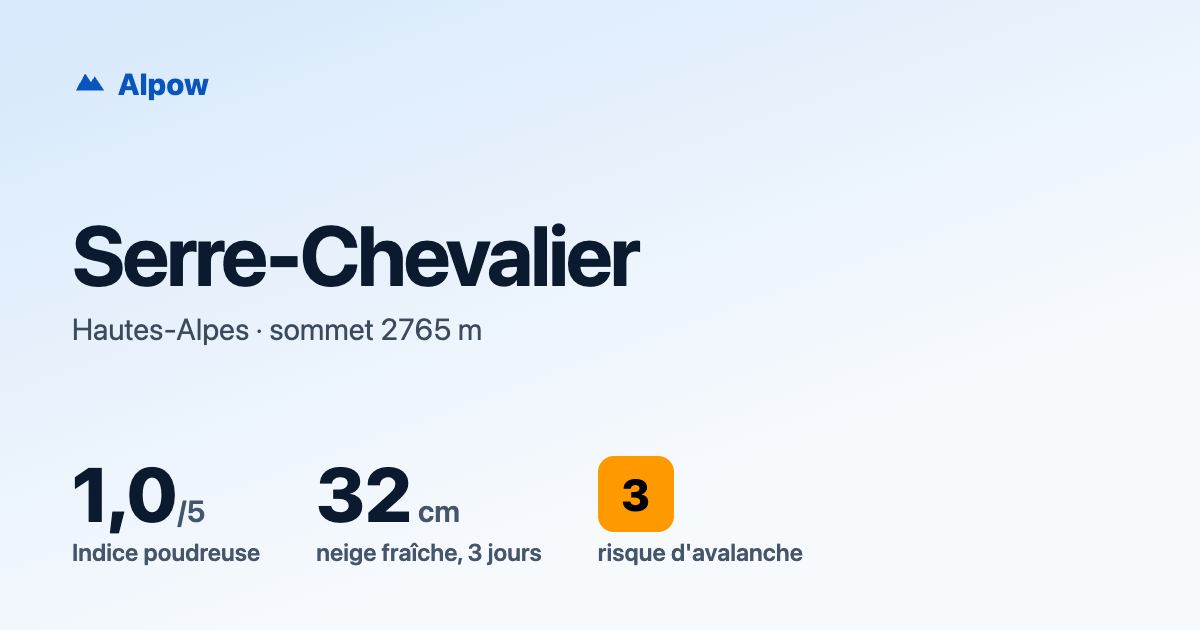 Alpow
Serre-Chevalier
Hautes-Alpes · sommet 2765 m
1,0/5
Indice poudreuse
32 cm
neige fraîche, 3 jours
3
risque d'avalanche